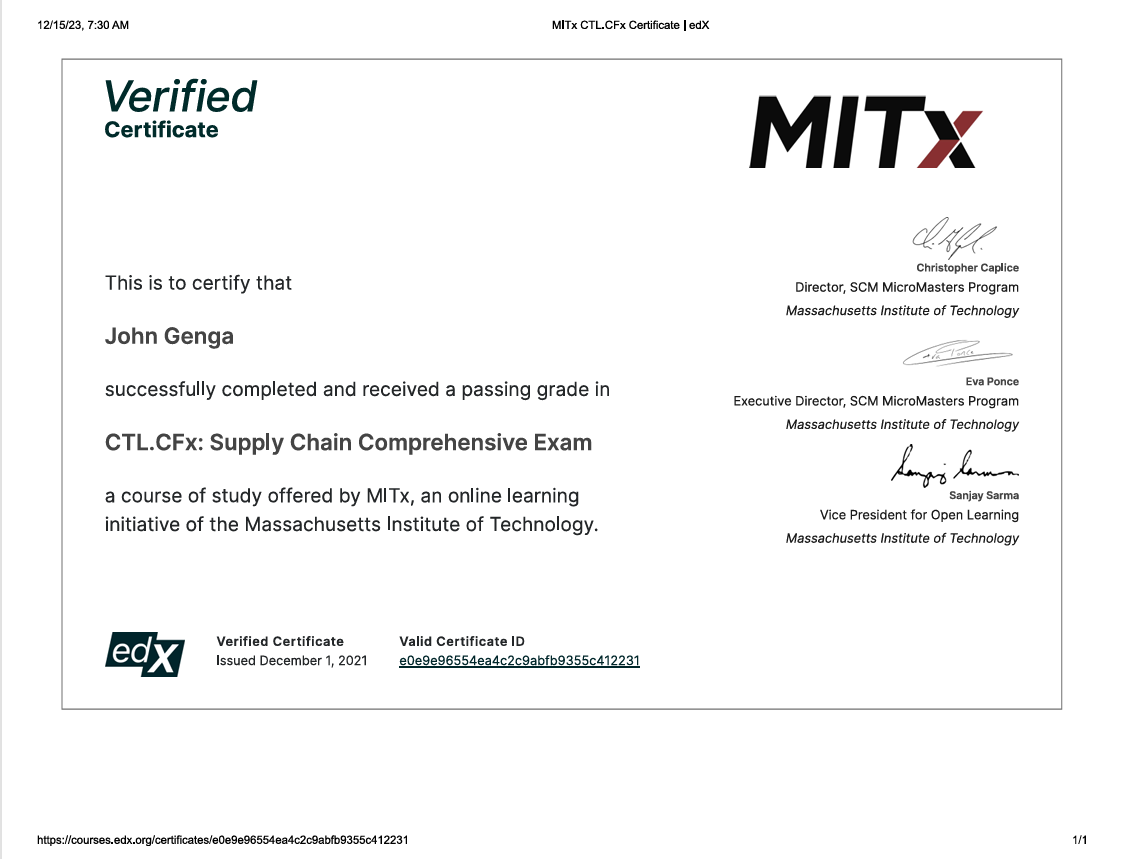 12/15/23, 7:30 AM
MITx CTL.CFx Certificate | edX
Verified
Certificate
MITx
This is to certify that
John Genga
successfully completed and received a passing grade in
CTL.CFx: Supply Chain Comprehensive Exam
a course of study offered by MITx, an online learning
initiative of the Massachusetts Institute of Technology.
Christopher Caplice
Director, SCM MicroMasters Program
Massachusetts Institute of Technology
Eva Ponce
Eva Ponce
Executive Director, SCM MicroMasters Program
Massachusetts Institute of Technology
Sanjay Sarma
Sanjay Sarma
Vice President for Open Learning
Massachusetts Institute of Technology
edX
Verified Certificate
Issued December 1, 2021
Valid Certificate ID
e0e9e96554ea4c2c9abfb9355c412231
https://courses.edx.org/certificates/e0e9e96554ea4c2c9abfb9355c412231
1/1